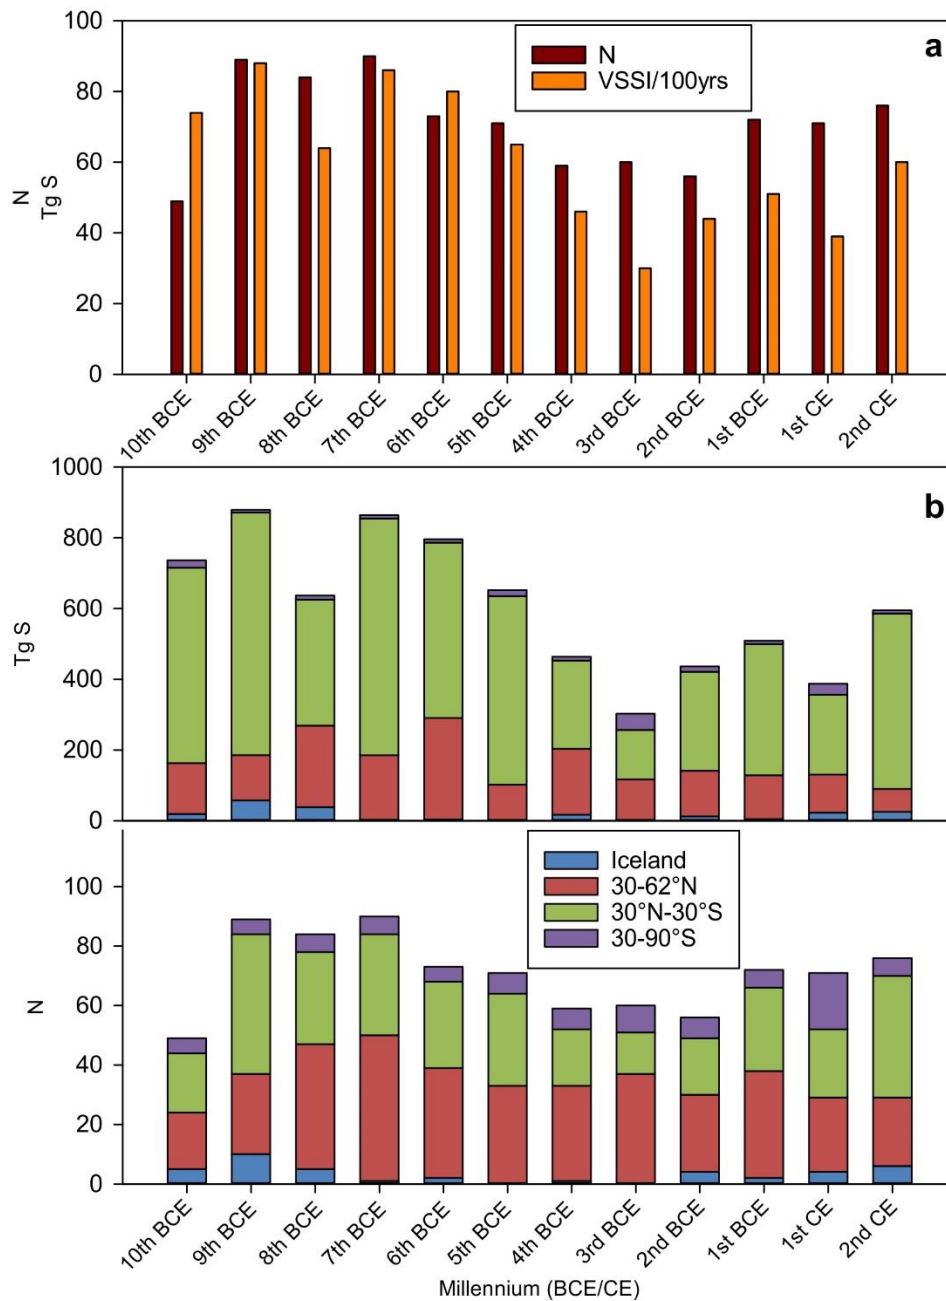 a
N
VSSI/100yrs
100
80
60
40
20
0
N
Tg S
10th BCE
9th BCE
8th BCE
7th BCE
6th BCE
5th BCE
4th BCE
3rd BCE
2nd BCE
1st BCE
1st CE
2nd CE
b
1000
800
600
400
200
0
Tg S
Iceland
30-62°N
30°N-30°S
30-90°S
100
80
60
40
20
0
N
10th BCE
9th BCE
8th BCE
7th BCE
6th BCE
5th BCE
4th BCE
3rd BCE
2nd BCE
1st BCE
1st CE
2nd CE
Millennium (BCE/CE)